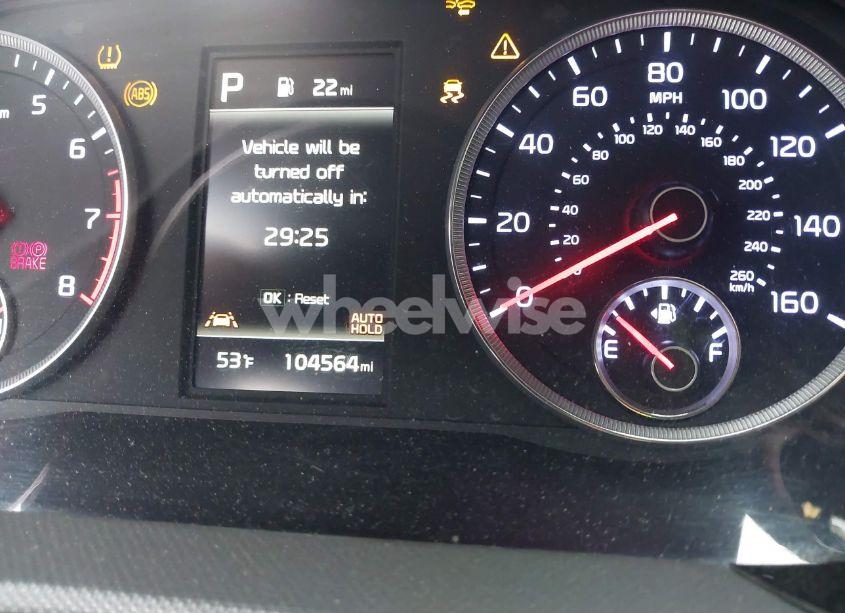 5
6
7
8
ABS
BRAKE
P 22 mi
Vehicle will be
turned off
automatically in:
29:25
OK : Reset
AUTO
HOLD
53°F 104564 mi
0 20 40 60 80 100 120 140 160
MPH
0 20 40 60 80 100 120 140 160 180 200 220 240 260
km/h
E F
wheelwise